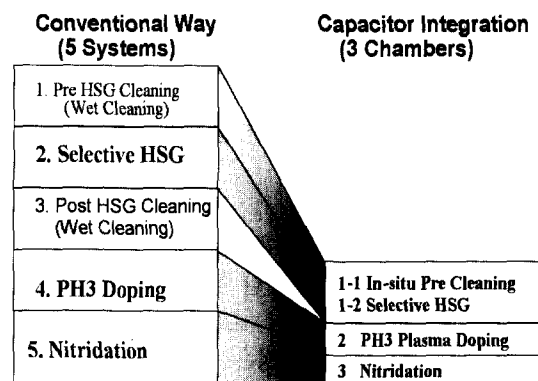 Conventional Way
(5 Systems)
1. Pre HSG Cleaning
(Wet Cleaning)
2. Selective HSG
3. Post HSG Cleaning
(Wet Cleaning)
4. PH3 Doping
5. Nitridation
Capacitor Integration
(3 Chambers)
1-1 In-situ Pre Cleaning
1-2 Selective HSG
2 PH3 Plasma Doping
3 Nitridation